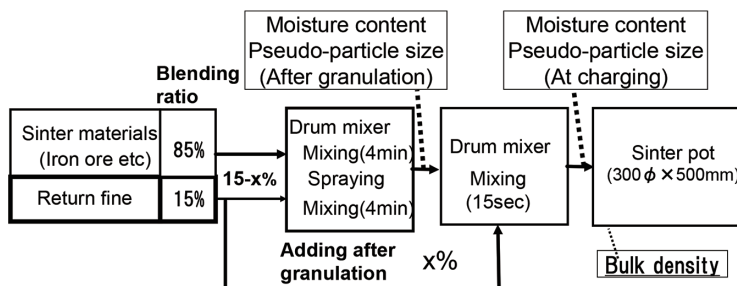 Moisture content
Pseudo-particle size
(After granulation)
Moisture content
Pseudo-particle size
(At charging)
Blending
ratio
Sinter materials
(Iron ore etc)
85%
Return fine
15%
15-x%
Drum mixer
Mixing(4min)
Spraying
Mixing(4min)
Drum mixer
Mixing
(15sec)
Sinter pot
(300φ×500mm)
Adding after
granulation
x%
Bulk density